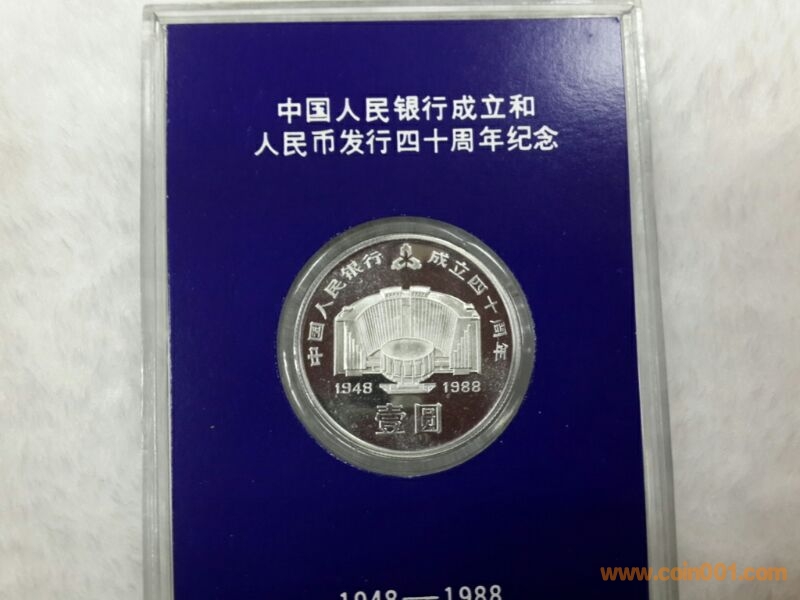 中国人民银行成立和
人民币发行四十周年纪念
中国人民银行 成立四十周年
1948 1988
壹圆
1948—1988
www.coin001.com